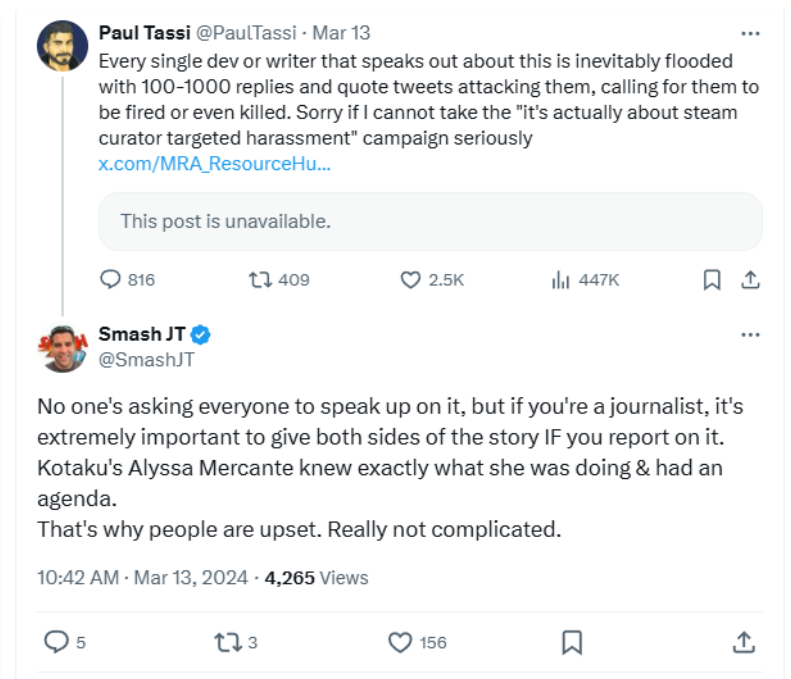 Paul Tassi @PaulTassi · Mar 13
Every single dev or writer that speaks out about this is inevitably flooded
with 100-1000 replies and quote tweets attacking them, calling for them to
be fired or even killed. Sorry if I cannot take the "it's actually about steam
curator targeted harassment" campaign seriously
x.com/MRA_ResourceHu...
This post is unavailable.
816 409 2.5K 447K
Smash JT
@SmashJT
No one's asking everyone to speak up on it, but if you're a journalist, it's
extremely important to give both sides of the story IF you report on it.
Kotaku's Alyssa Mercante knew exactly what she was doing & had an
agenda.
That's why people are upset. Really not complicated.
10:42 AM · Mar 13, 2024 · 4,265 Views
5 3 156